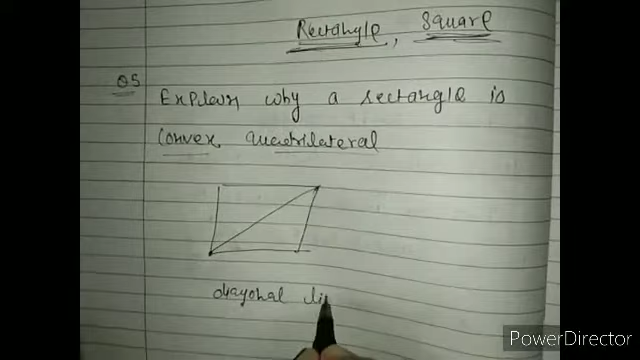 Rectangle, Square
Q5
Explain why a rectangle is
convex quadrilateral
diagonal li
PowerDirector